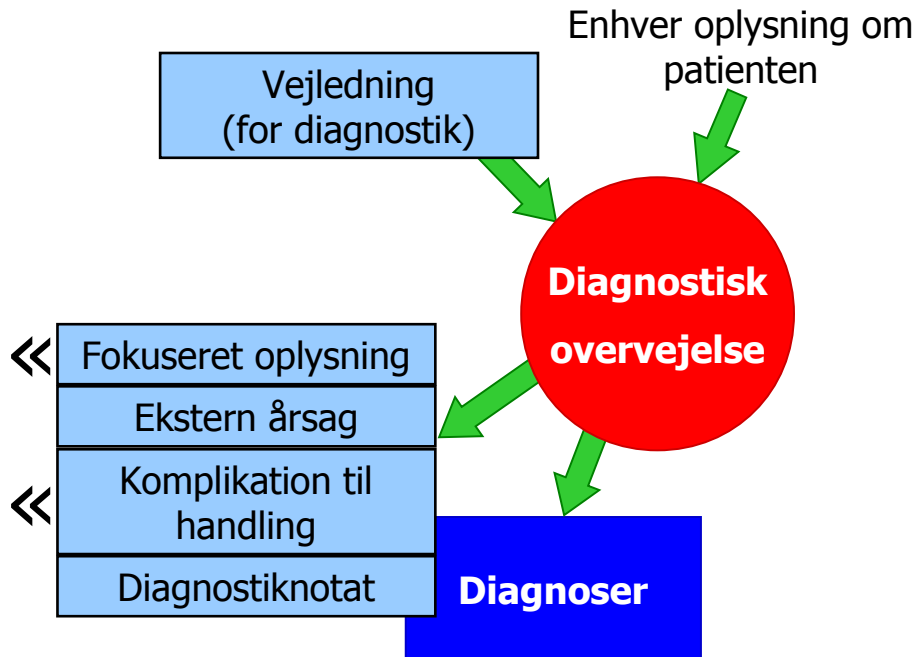 Enhver oplysning om
patienten
Vejledning
(for diagnostik)
Diagnostisk
overvejelse
« Fokuseret oplysning
Ekstern årsag
« Komplikation til
handling
Diagnostiknotat
Diagnoser